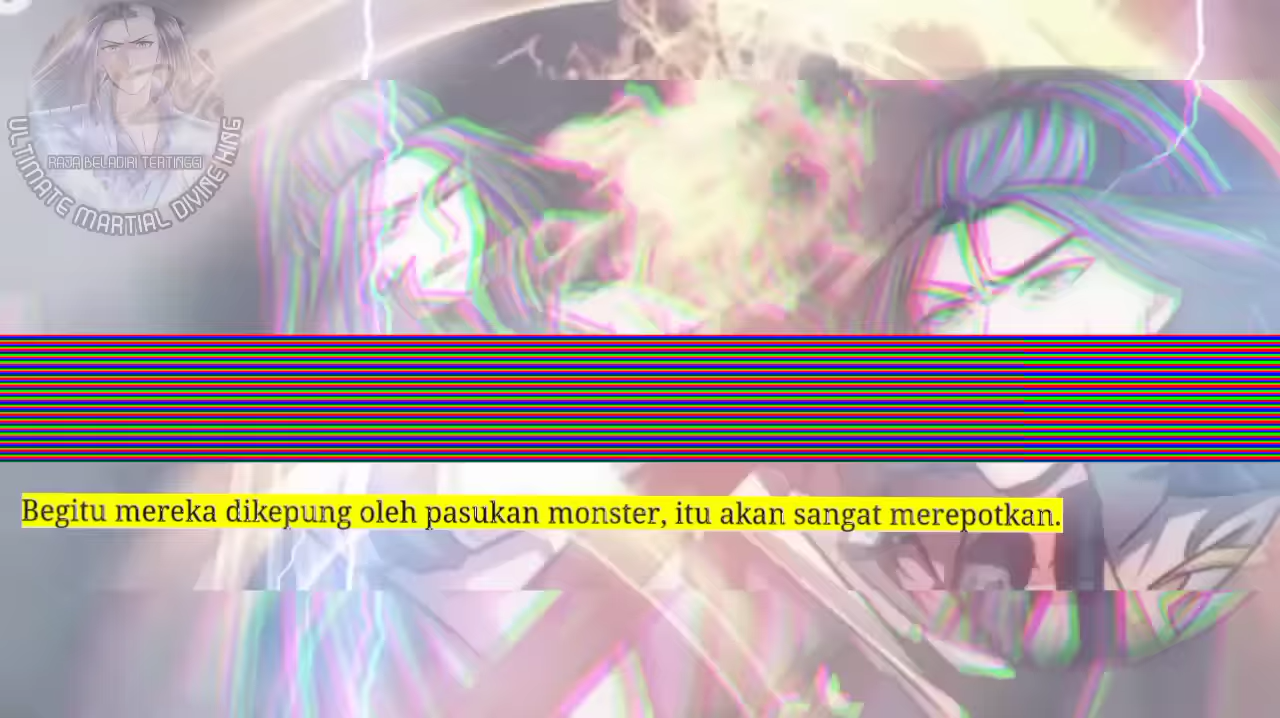 RAJA BELADIRI TERTINGGI
ULTIMATE MARTIAL DIVINE KING
Begitu mereka dikepung oleh pasukan monster, itu akan sangat merepotkan.